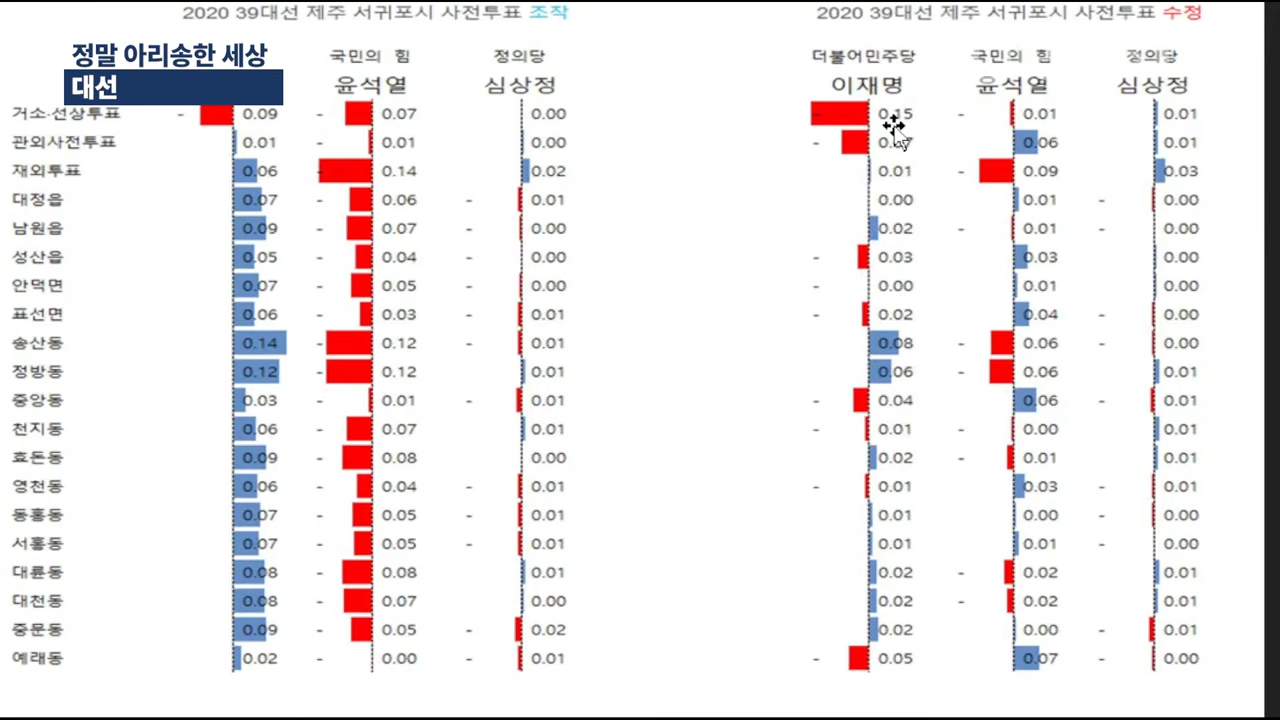 2020 39대선 제주 서귀포시 사전투표 조작 2020 39대선 제주 서귀포시 사전투표 수정
정말 아리송한 세상
대선
국민의 힘 정의당 더불어민주당 국민의 힘 정의당
윤석열 심상정 이재명 윤석열 심상정
거소·선상투표 - 0.09 - 0.07 0.00 - 0.15 - 0.01 0.01
관외사전투표 0.01 - 0.01 0.00 - 0.06 0.01
재외투표 0.06 - 0.14 0.02 0.01 - 0.09 0.03
대정읍 0.07 - 0.06 - 0.01 0.00 0.01 - 0.00
남원읍 0.09 - 0.07 - 0.00 0.02 - 0.01 - 0.00
성산읍 0.05 - 0.04 - 0.00 - 0.03 0.03 0.00
안덕면 0.07 - 0.05 - 0.00 - 0.00 0.01 0.00
표선면 0.06 - 0.03 - 0.01 - 0.02 0.04 - 0.00
송산동 0.14 - 0.12 - 0.01 0.08 - 0.06 - 0.00
정방동 0.12 - 0.12 0.01 0.06 - 0.06 0.01
중앙동 0.03 - 0.01 - 0.01 - 0.04 0.06 - 0.01
천지동 0.06 - 0.07 0.01 - 0.01 - 0.00 0.01
효돈동 0.09 - 0.08 0.00 0.02 - 0.01 0.01
영천동 0.06 - 0.04 - 0.01 - 0.01 0.03 - 0.01
동홍동 0.07 - 0.05 - 0.01 0.01 0.00 - 0.00
서홍동 0.07 - 0.05 - 0.01 0.01 0.01 - 0.00
대륜동 0.08 - 0.08 0.01 0.02 - 0.02 0.01
대천동 0.08 - 0.07 0.00 0.02 - 0.02 0.01
중문동 0.09 - 0.05 - 0.02 0.02 0.00 - 0.01
예래동 0.02 - 0.00 - 0.01 - 0.05 0.07 - 0.00